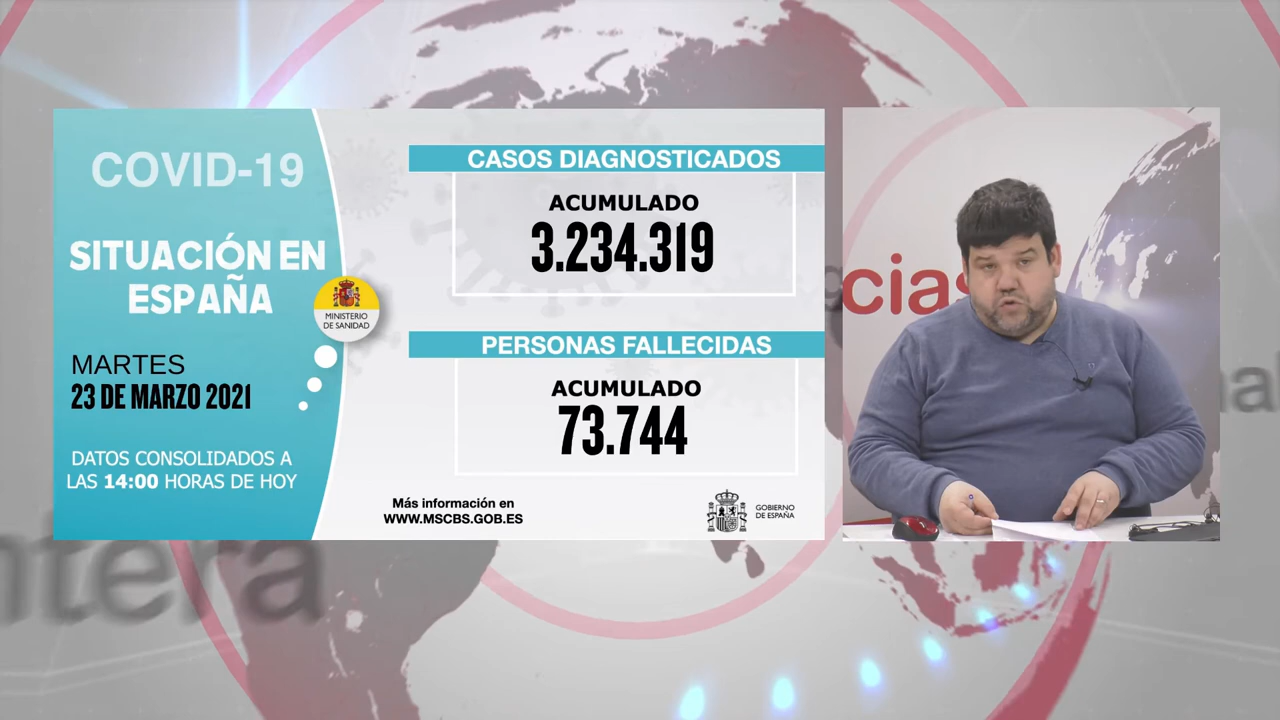 COVID-19
SITUACIÓN EN
ESPAÑA
MINISTERIO
DE SANIDAD
MARTES
23 DE MARZO 2021
DATOS CONSOLIDADOS A
LAS 14:00 HORAS DE HOY
CASOS DIAGNOSTICADOS
ACUMULADO
3.234.319
PERSONAS FALLECIDAS
ACUMULADO
73.744
Más información en
WWW.MSCBS.GOB.ES
GOBIERNO
DE ESPAÑA
cias
ntera